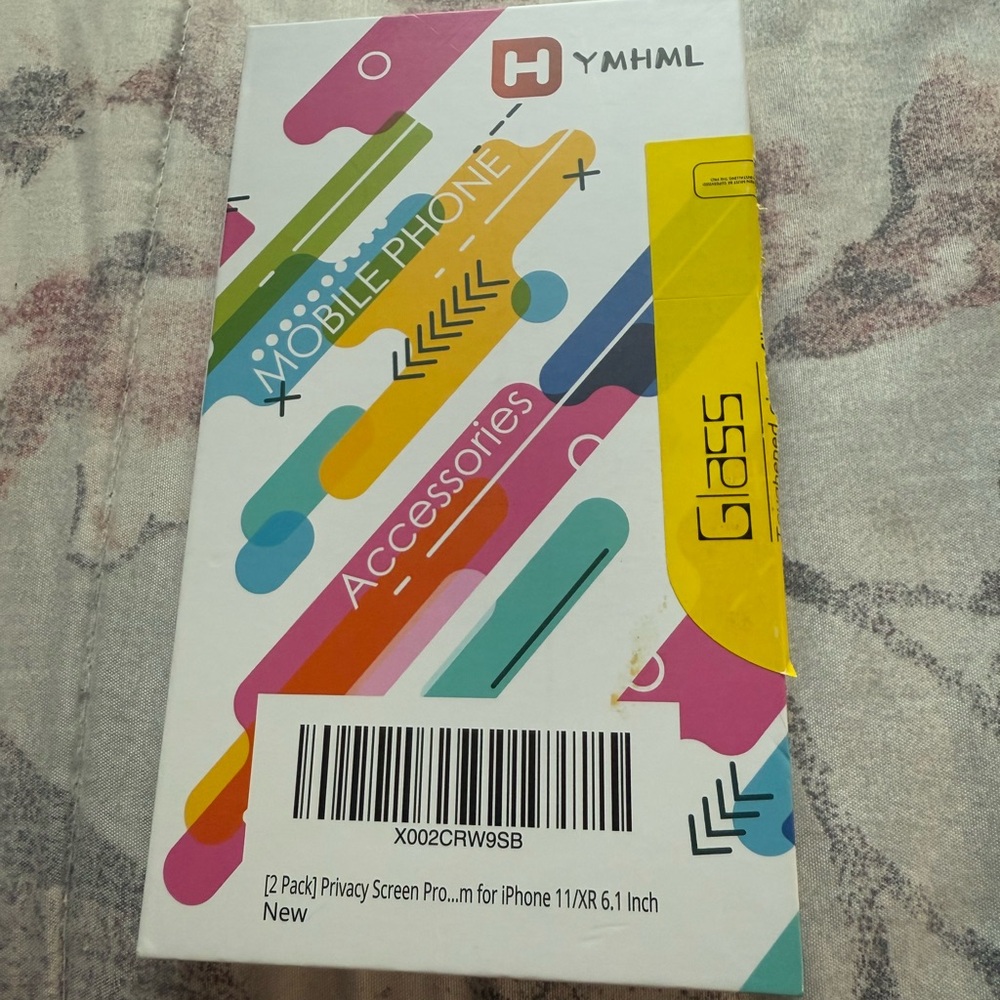 H YMHML
MOBILE PHONE
Accessories
Glass
X002CRW9SB
[2 Pack] Privacy Screen Pro...m for iPhone 11/XR 6.1 Inch
New